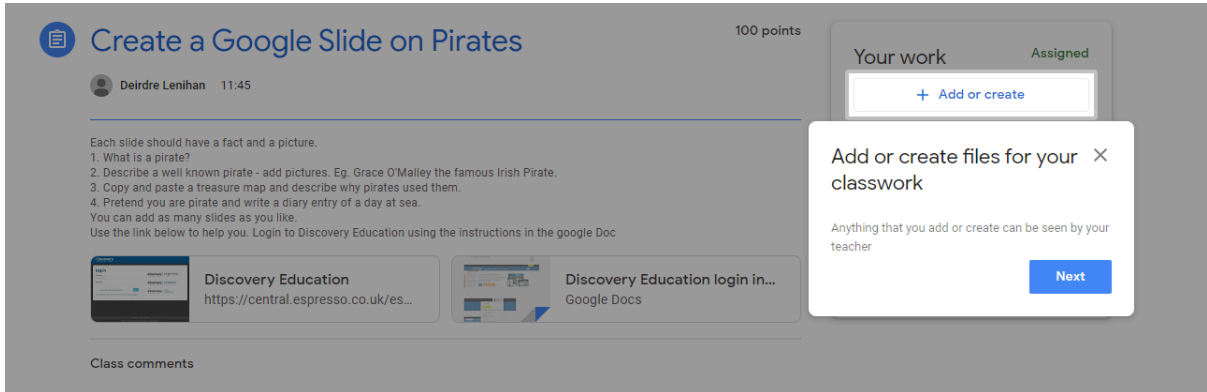 Create a Google Slide on Pirates
100 points
Deirdre Lenihan 11:45
Each slide should have a fact and a picture.
1. What is a pirate?
2. Describe a well known pirate - add pictures. Eg. Grace O'Malley the famous Irish Pirate.
3. Copy and paste a treasure map and describe why pirates used them.
4. Pretend you are pirate and write a diary entry of a day at sea.
You can add as many slides as you like.
Use the link below to help you. Login to Discovery Education using the instructions in the google Doc
Discovery Education
https://central.espresso.co.uk/es...
Discovery Education login in...
Google Docs
Class comments
Your work
Assigned
+ Add or create
Add or create files for your
classwork
Anything that you add or create can be seen by your
teacher
Next